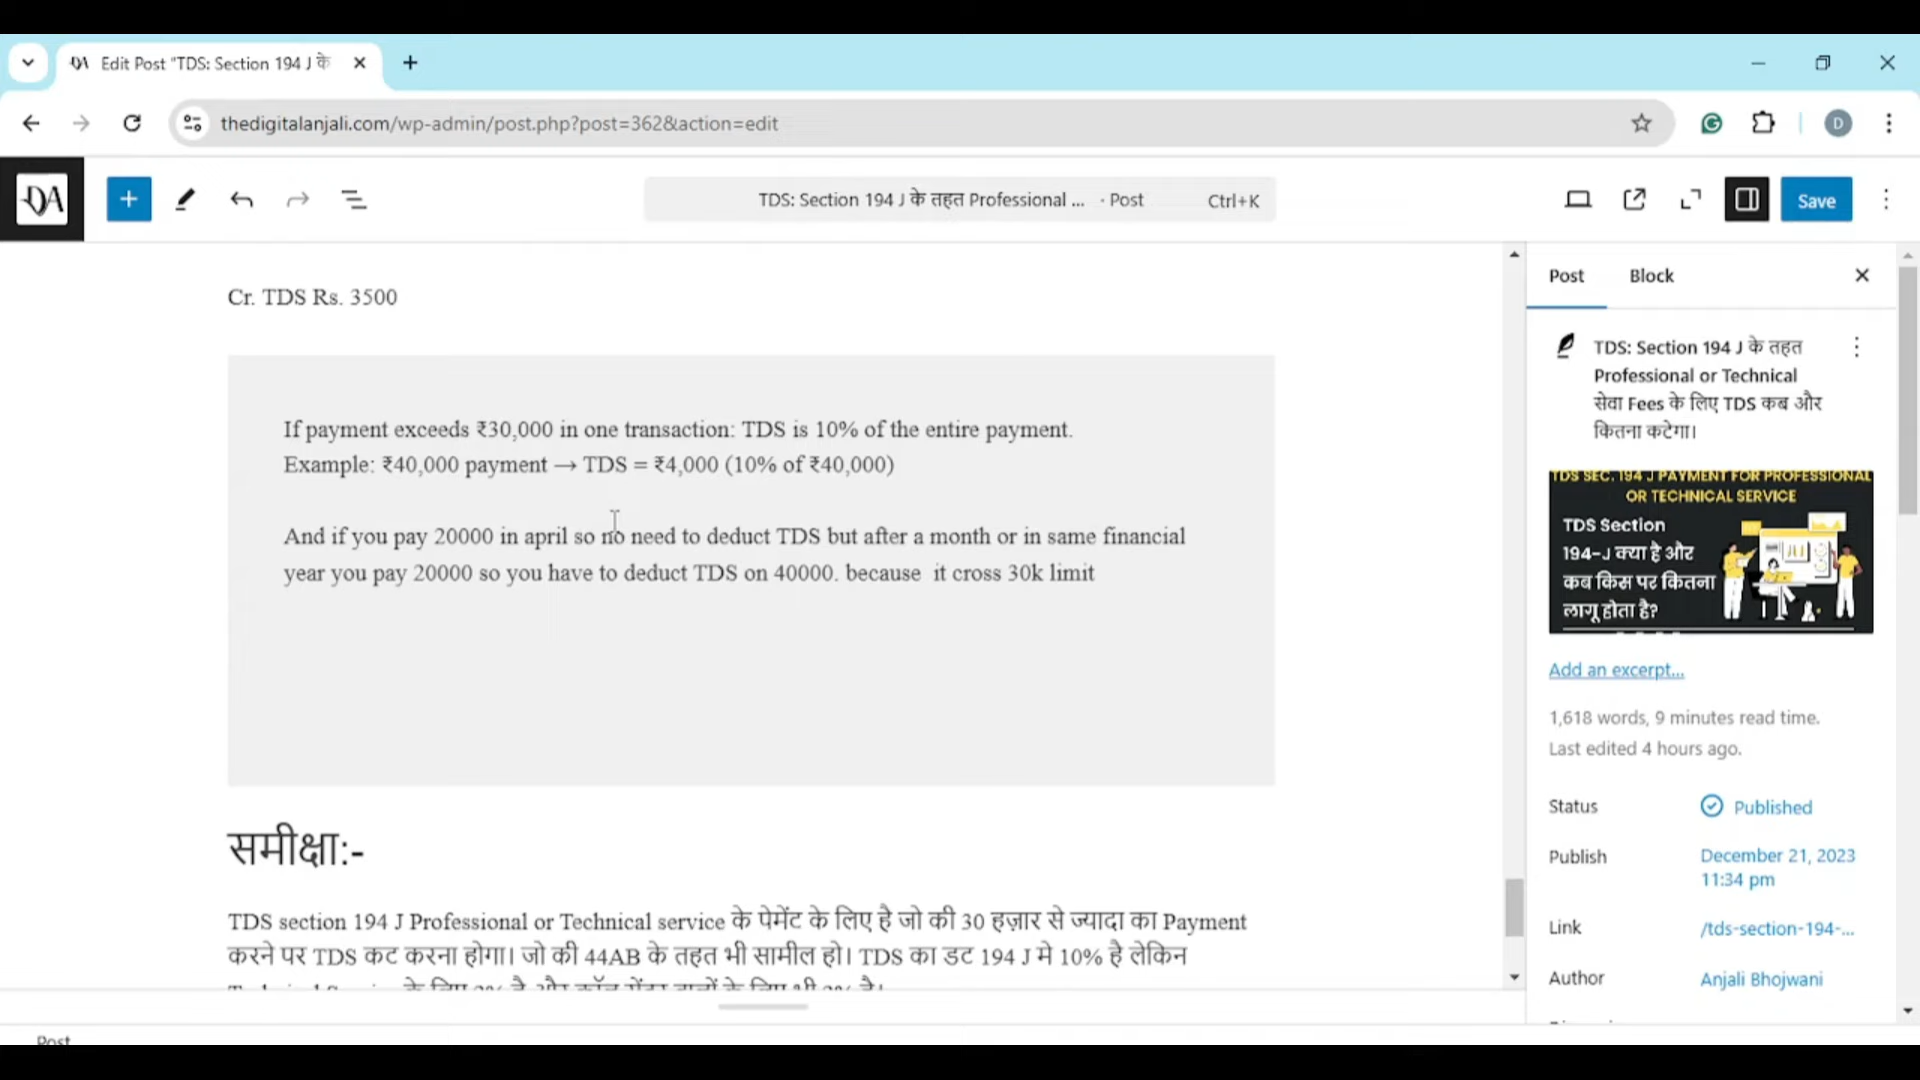 Edit Post "TDS: Section 194 J के
thedigitalanjali.com/wp-admin/post.php?post=362&action=edit
D
DA
TDS: Section 194 J के तहत Professional ... · Post
Ctrl+K
Save
Cr. TDS Rs. 3500
If payment exceeds ₹30,000 in one transaction: TDS is 10% of the entire payment.
Example: ₹40,000 payment → TDS = ₹4,000 (10% of ₹40,000)
And if you pay 20000 in april so no need to deduct TDS but after a month or in same financial
year you pay 20000 so you have to deduct TDS on 40000. because it cross 30k limit
समीक्षा:-
TDS section 194 J Professional or Technical service के पेमेंट के लिए है जो की 30 हज़ार से ज्यादा का Payment
करने पर TDS कट करना होगा। जो की 44AB के तहत भी सामील हो। TDS का डट 194 J मे 10% है लेकिन
Post
Block
TDS: Section 194 J के तहत
Professional or Technical
सेवा Fees के लिए TDS कब और
कितना कटेगा।
TDS SEC. 194 J PAYMENT FOR PROFESSIONAL
OR TECHNICAL SERVICE
TDS Section
194-J क्या है और
कब किस पर कितना
लागू होता है?
Add an excerpt...
1,618 words, 9 minutes read time.
Last edited 4 hours ago.
Status
Published
Publish
December 21, 2023
11:34 pm
Link
/tds-section-194-...
Author
Anjali Bhojwani
Post